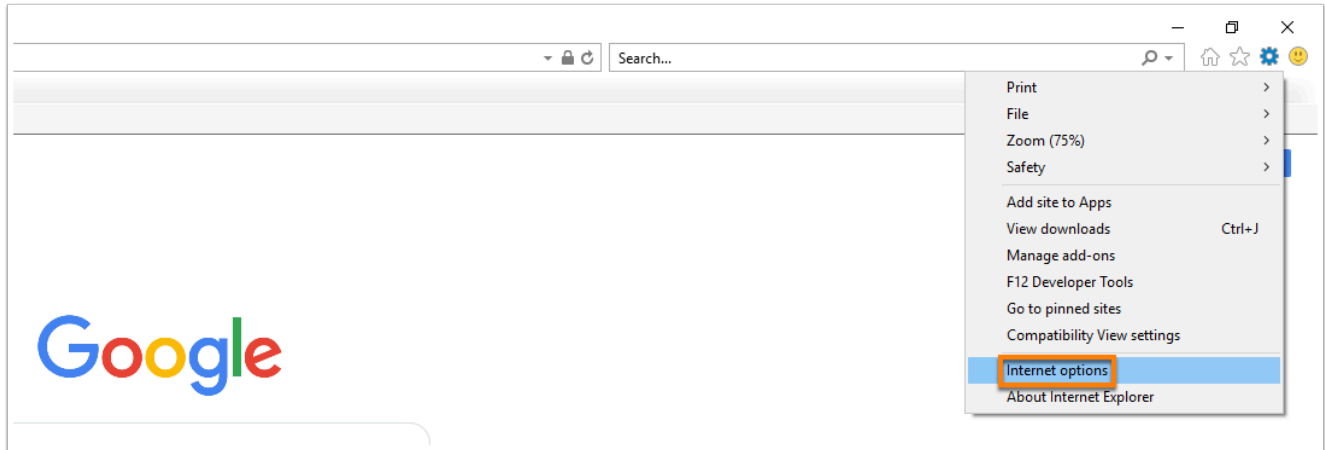 Search...
Print
File
Zoom (75%)
Safety
Add site to Apps
View downloads Ctrl+J
Manage add-ons
F12 Developer Tools
Go to pinned sites
Compatibility View settings
Google
Internet options
About Internet Explorer